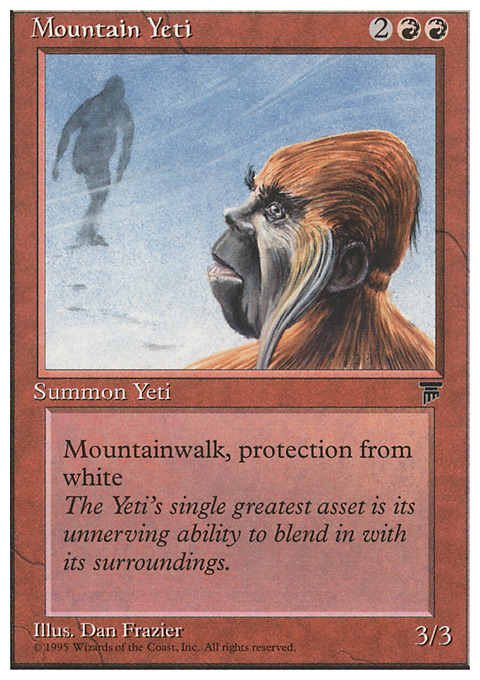 Mountain Yeti 2
Summon Yeti
Mountainwalk, protection from
white
The Yeti's single greatest asset is its
unnerving ability to blend in with
its surroundings.
Illus. Dan Frazier
©1995 Wizards of the Coast, Inc. All rights reserved.
3/3